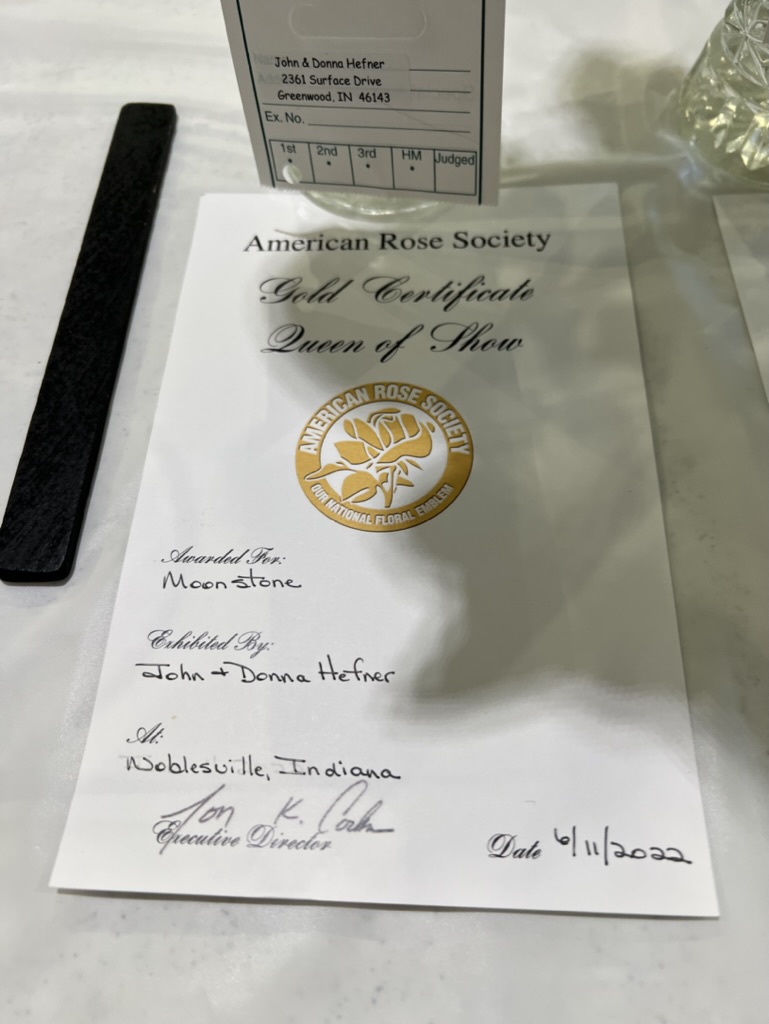 John & Donna Hefner
2361 Surface Drive
Greenwood, IN 46143
Ex. No.
1st 2nd 3rd HM Judged
American Rose Society
Gold Certificate
Queen of Show
AMERICAN ROSE SOCIETY
OUR NATIONAL FLORAL EMBLEM
Awarded For:
Moonstone
Exhibited By:
John + Donna Hefner
At:
Noblesville, Indiana
Executive Director
Date 6/11/2022